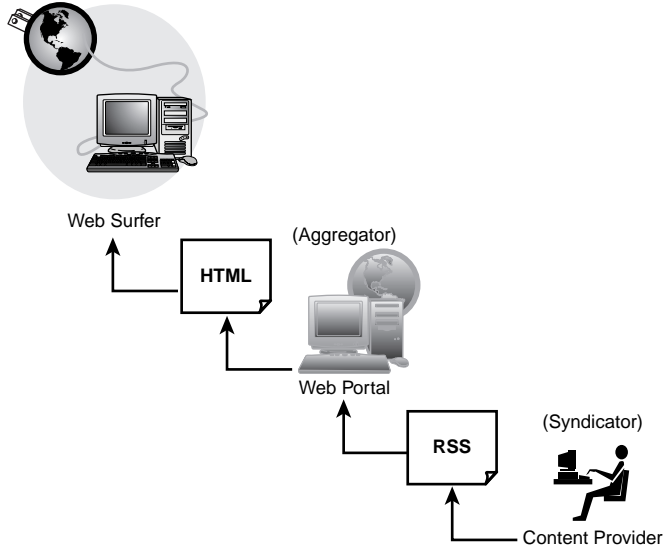 Web Surfer
(Aggregator)
HTML
Web Portal
(Syndicator)
RSS
Content Provider